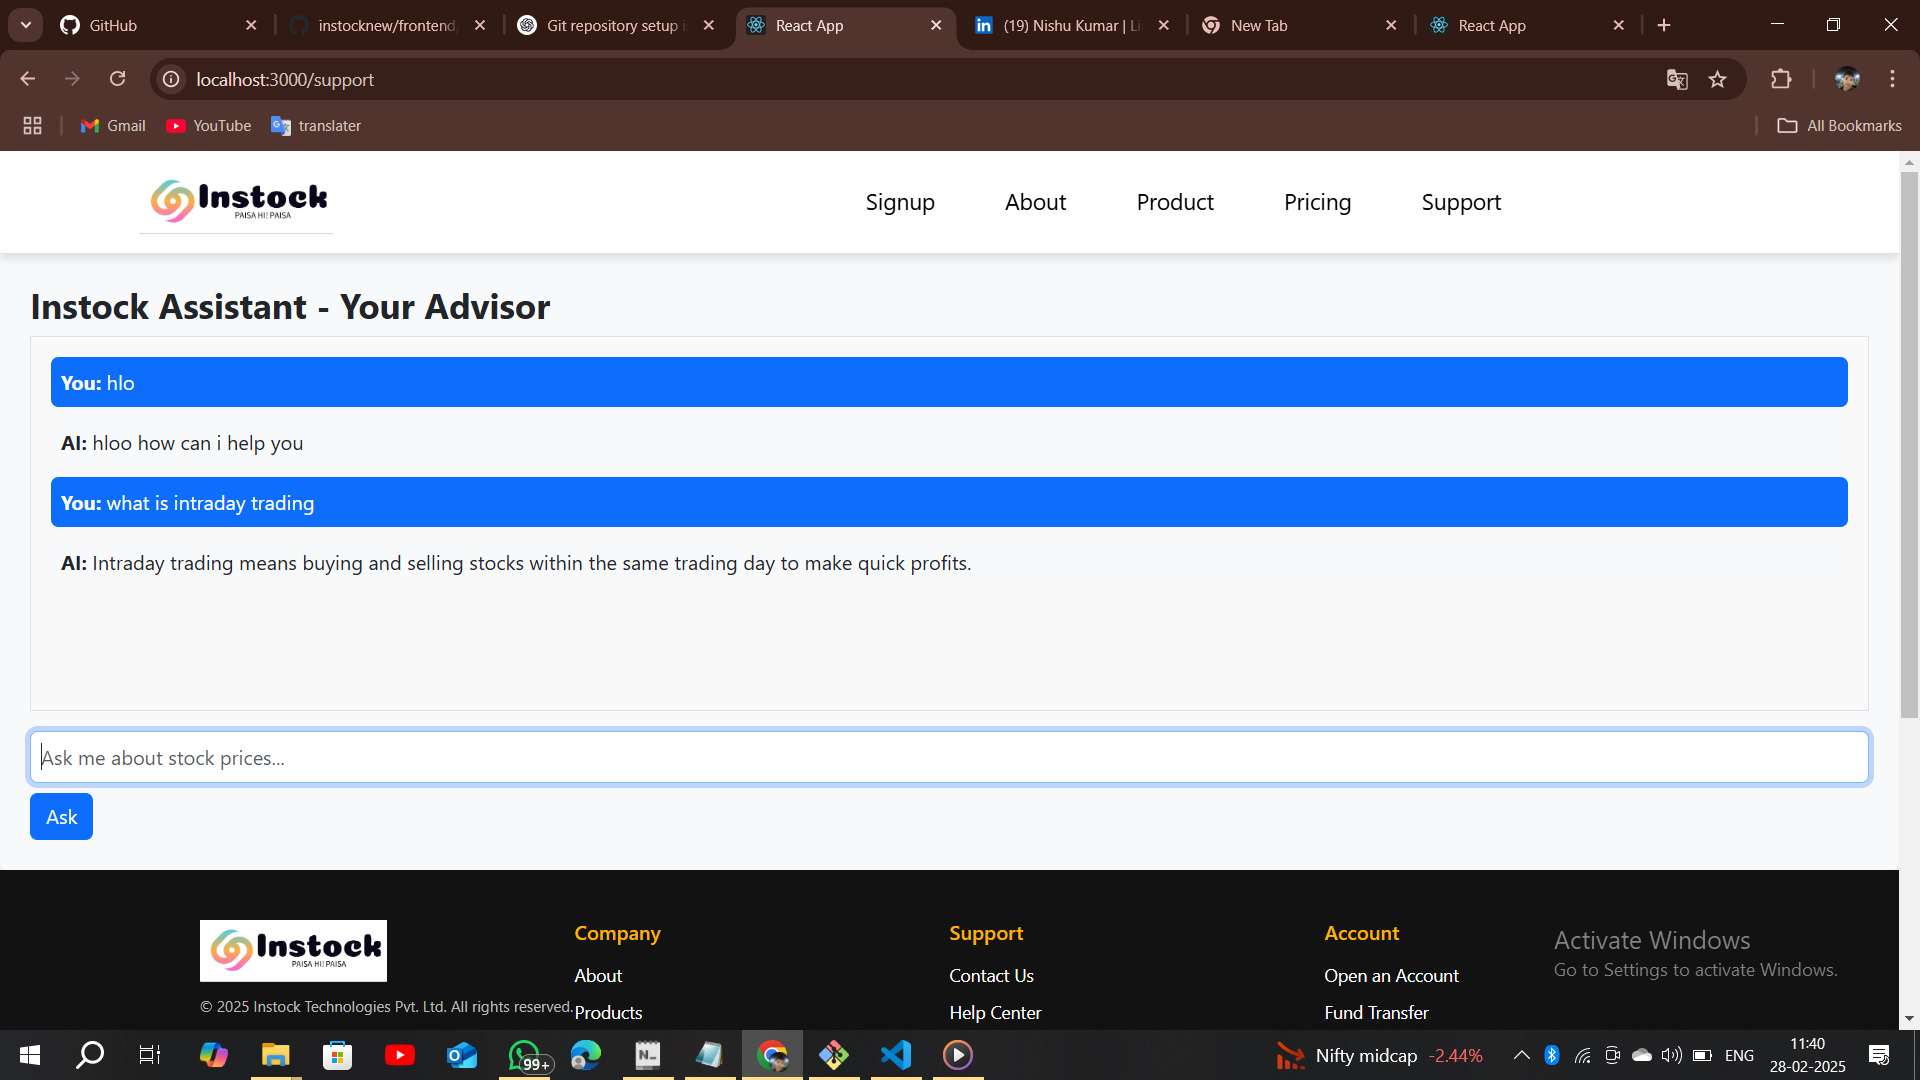 GitHub
instocknew/frontend
Git repository setup i
React App
(19) Nishu Kumar | Li
New Tab
React App
localhost:3000/support
Gmail
YouTube
translater
All Bookmarks
Instock
PAISA HI! PAISA
Signup
About
Product
Pricing
Support
Instock Assistant - Your Advisor
You: hlo
AI: hloo how can i help you
You: what is intraday trading
AI: Intraday trading means buying and selling stocks within the same trading day to make quick profits.
Ask me about stock prices...
Ask
Instock
PAISA HI! PAISA
© 2025 Instock Technologies Pvt. Ltd. All rights reserved.
Company
About
Products
Support
Contact Us
Help Center
Account
Open an Account
Fund Transfer
Activate Windows
Go to Settings to activate Windows.
99+
Nifty midcap -2.44%
ENG
11:40
28-02-2025